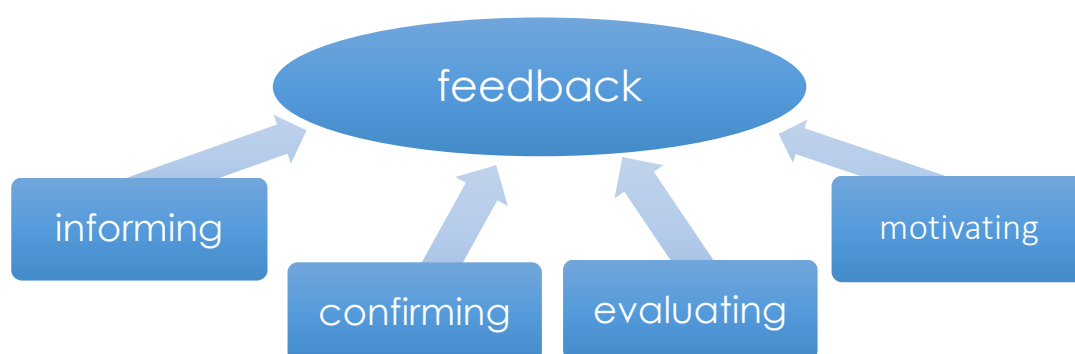 feedback
informing
motivating
confirming
evaluating